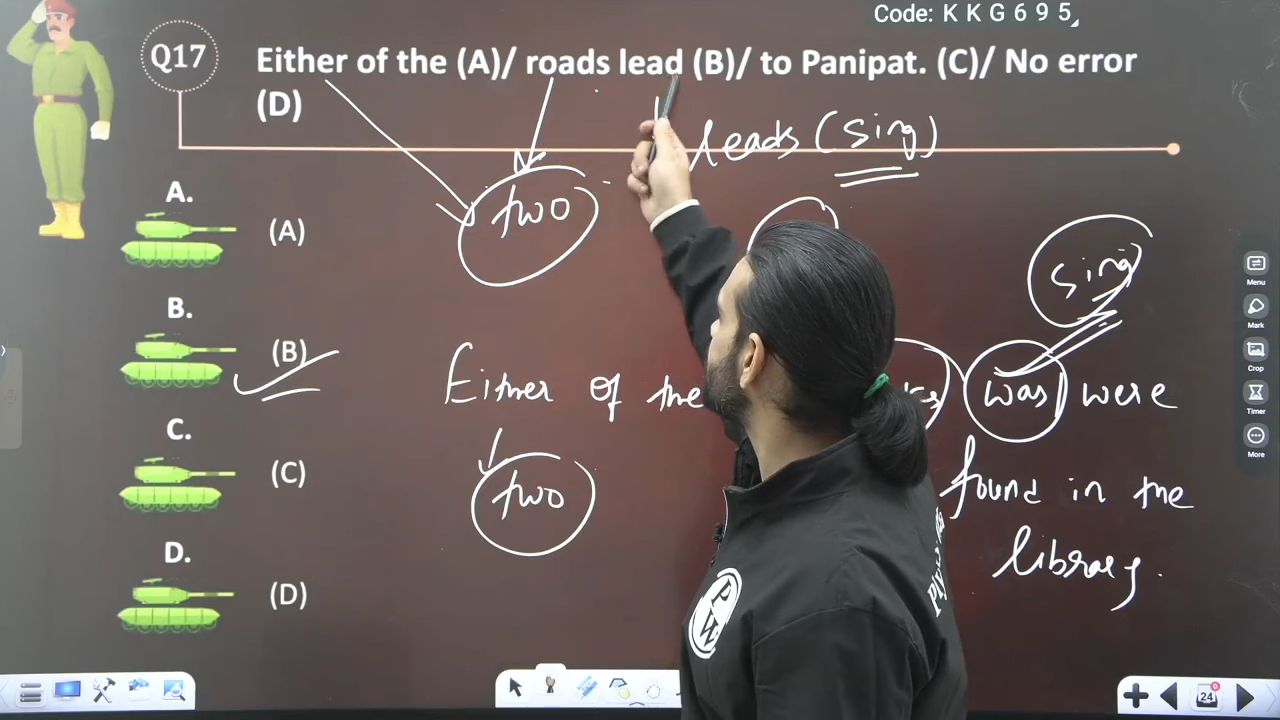 Code: K K G 6 9 5
Q17
Either of the (A)/ roads lead (B)/ to Panipat. (C)/ No error
(D)
leads (sing)
two
sing
A.
(A)
B.
(B)
Either of the was were
two
found in the
library.
C.
(C)
D.
(D)
PW
Menu
Mark
Crop
Timer
More
24